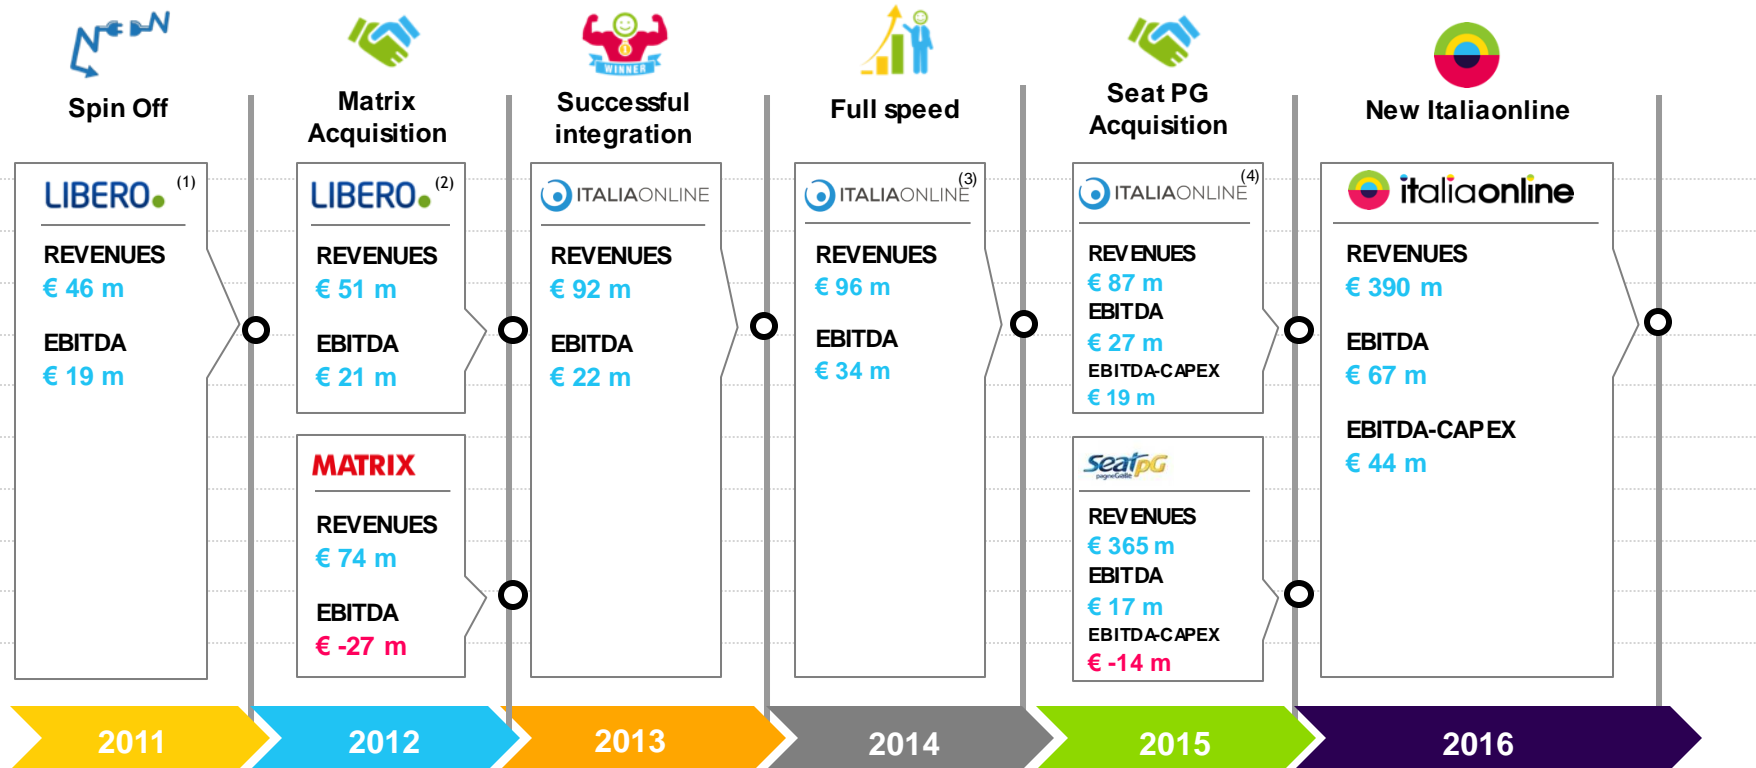 WINNER
Spin Off
LIBERO
(1)
REVENUES
€ 46 m
EBITDA
€ 19 m
2011
Matrix
Acquisition
LIBERO
(2)
REVENUES
€ 51 m
EBITDA
€ 21 m
MATRIX
REVENUES
€ 74 m
EBITDA
€ -27 m
2012
Successful
integration
ITALIAONLINE
REVENUES
€ 92 m
EBITDA
€ 22 m
2013
Full speed
ITALIAONLINE
(3)
REVENUES
€ 96 m
EBITDA
€ 34 m
2014
Seat PG
Acquisition
ITALIAONLINE
(4)
REVENUES
€ 87 m
EBITDA
€ 27 m
EBITDA-CAPEX
€ 19 m
Seat PG
pagineGialle
REVENUES
€ 365 m
EBITDA
€ 17 m
EBITDA-CAPEX
€ -14 m
2015
New Italiaonline
italiaonline
REVENUES
€ 390 m
EBITDA
€ 67 m
EBITDA-CAPEX
€ 44 m
2016